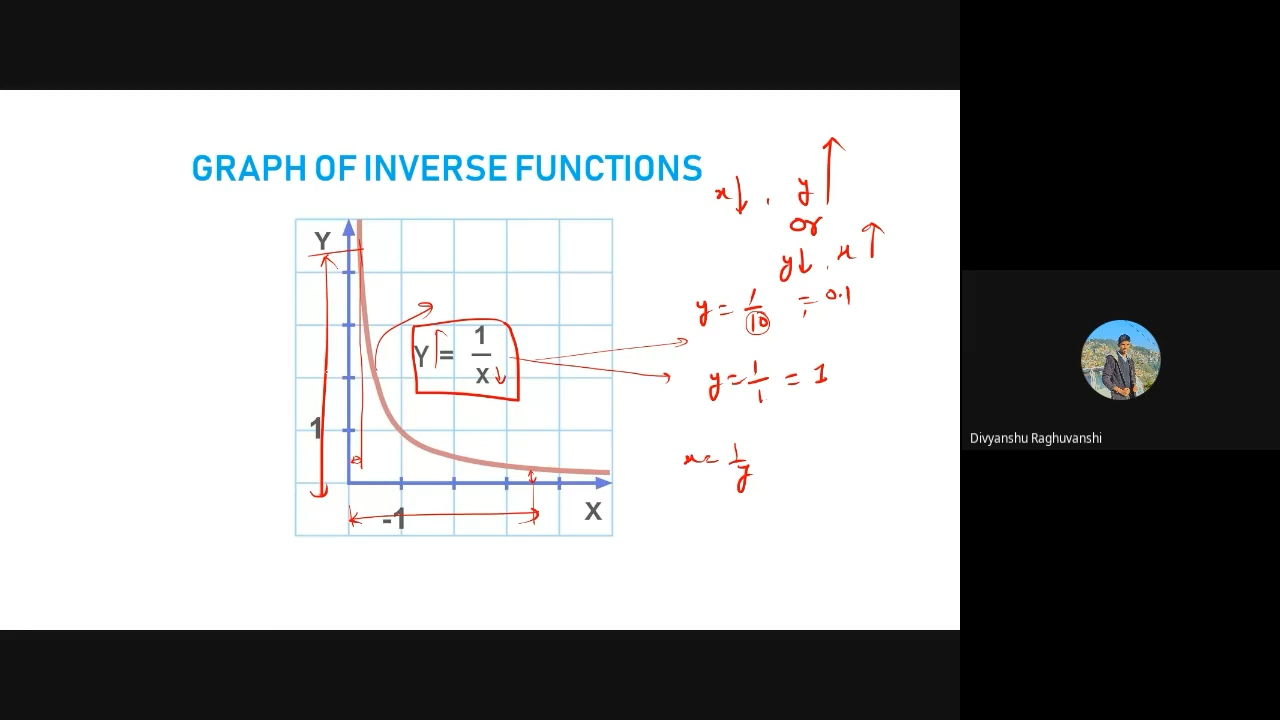 GRAPH OF INVERSE FUNCTIONS
x↓ , y↑
or
y↓ , x↑
Y
y = 1/10 = 0.1
Y↑ = 1/X↓
y = 1/1 = 1
1
x = 1/y
-1
X
Divyanshu Raghuvanshi